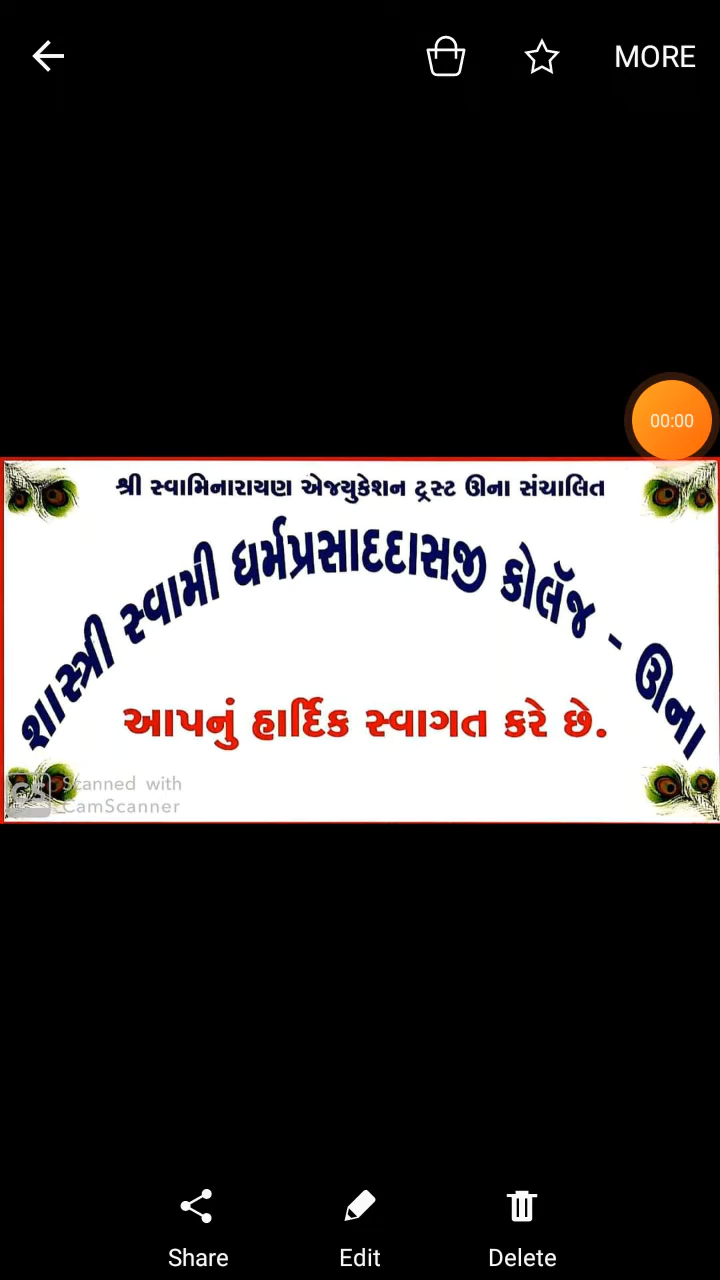 MORE
00:00
શ્રી સ્વામિનારાયણ એજ્યુકેશન ટ્રસ્ટ ઊના સંચાલિત
શાસ્ત્રી સ્વામી ધર્મપ્રસાદદાસજી કોલૅજ - ઊના
આપનું હાર્દિક સ્વાગત કરે છે.
CS Scanned with
CamScanner
Share Edit Delete